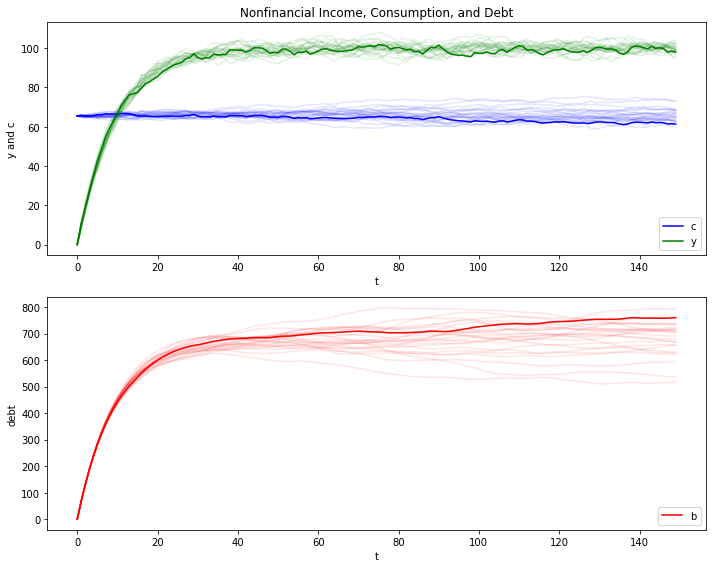 Nonfinancial Income, Consumption, and Debt
100
80
60
40
20
0
y and c
c
y
0 20 40 60 80 100 120 140
t
800
700
600
500
400
300
200
100
0
debt
b
0 20 40 60 80 100 120 140
t